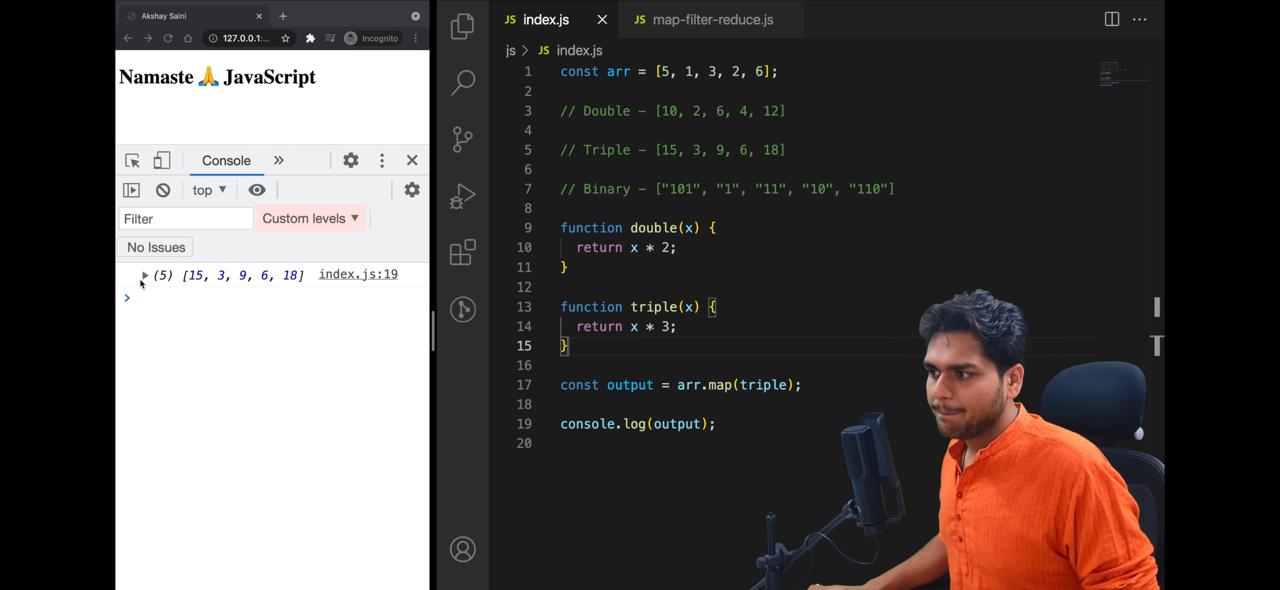 Akshay Saini
127.0.0.1:...
Incognito
Namaste 🙏 JavaScript
Console
top
Filter
Custom levels
No Issues
(5) [15, 3, 9, 6, 18] index.js:19
JS index.js
JS map-filter-reduce.js
js > JS index.js
1 const arr = [5, 1, 3, 2, 6];
2
3 // Double - [10, 2, 6, 4, 12]
4
5 // Triple - [15, 3, 9, 6, 18]
6
7 // Binary - ["101", "1", "11", "10", "110"]
8
9 function double(x) {
10 return x * 2;
11 }
12
13 function triple(x) {
14 return x * 3;
15 }
16
17 const output = arr.map(triple);
18
19 console.log(output);
20